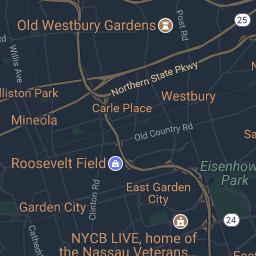 Old Westbury Gardens
Post Rd
25
Willis Ave
Northern State Pkwy
lliston Park
Carle Place
Westbury
Mineola
Old Country Rd
Roosevelt Field
Eisenhow
Park
East Garden
City
Clinton Rd
Garden City
24
NYCB LIVE, home of
the Nassau Veterans
Cathed